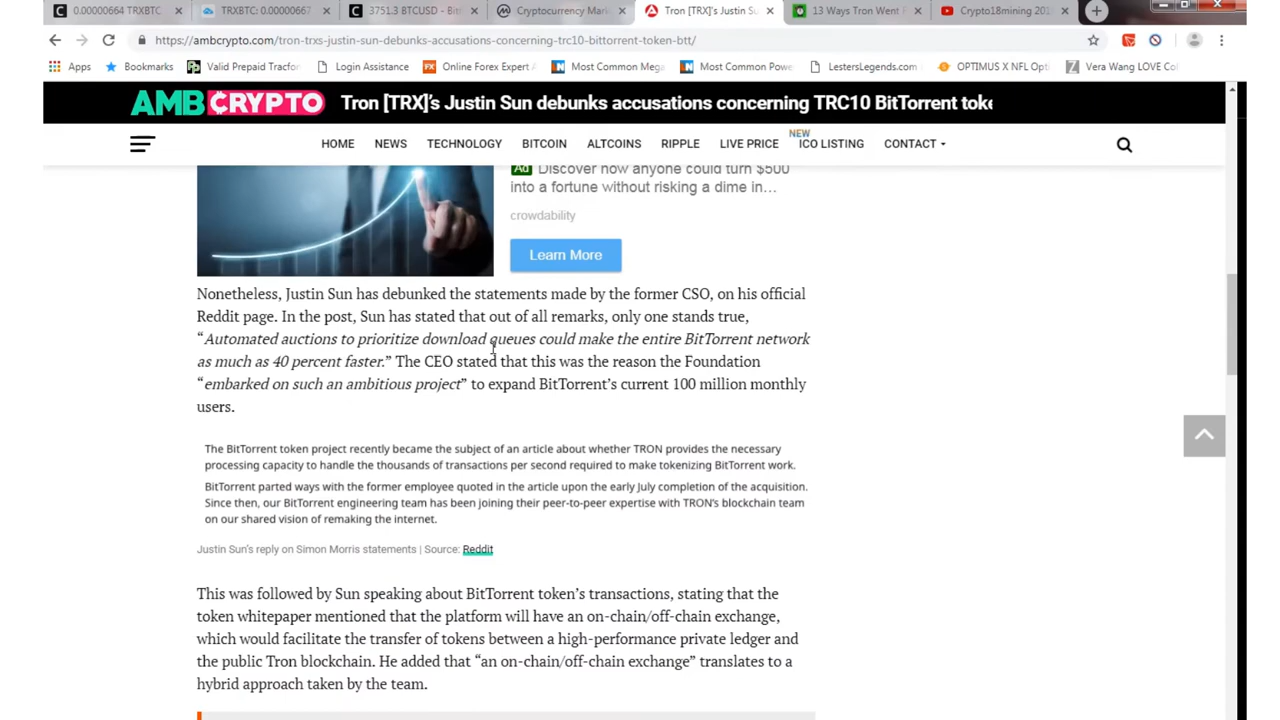 0.00000664 TRXBTC
TRXBTC: 0.00000667
3751.3 BTCUSD - Bit
Cryptocurrency Mark
Tron [TRX]'s Justin Su
13 Ways Tron Went P
Crypto18mining 201
https://ambcrypto.com/tron-trxs-justin-sun-debunks-accusations-concerning-trc10-bittorrent-token-btt/
Apps
Bookmarks
Valid Prepaid Tracfor
Login Assistance
Online Forex Expert A
Most Common Mega
Most Common Powe
LestersLegends.com
OPTIMUS X NFL Opti
Vera Wang LOVE Col
AMBCRYPTO
Tron [TRX]'s Justin Sun debunks accusations concerning TRC10 BitTorrent toke
HOME
NEWS
TECHNOLOGY
BITCOIN
ALTCOINS
RIPPLE
LIVE PRICE
NEW
ICO LISTING
CONTACT
Ad Discover how anyone could turn $500
into a fortune without risking a dime in...
crowdability
Learn More
Nonetheless, Justin Sun has debunked the statements made by the former CSO, on his official
Reddit page. In the post, Sun has stated that out of all remarks, only one stands true,
“Automated auctions to prioritize download queues could make the entire BitTorrent network
as much as 40 percent faster.” The CEO stated that this was the reason the Foundation
“embarked on such an ambitious project” to expand BitTorrent’s current 100 million monthly
users.
The BitTorrent token project recently became the subject of an article about whether TRON provides the necessary
processing capacity to handle the thousands of transactions per second required to make tokenizing BitTorrent work.
BitTorrent parted ways with the former employee quoted in the article upon the early July completion of the acquisition.
Since then, our BitTorrent engineering team has been joining their peer-to-peer expertise with TRON's blockchain team
on our shared vision of remaking the internet.
Justin Sun's reply on Simon Morris statements | Source: Reddit
This was followed by Sun speaking about BitTorrent token’s transactions, stating that the
token whitepaper mentioned that the platform will have an on-chain/off-chain exchange,
which would facilitate the transfer of tokens between a high-performance private ledger and
the public Tron blockchain. He added that “an on-chain/off-chain exchange” translates to a
hybrid approach taken by the team.